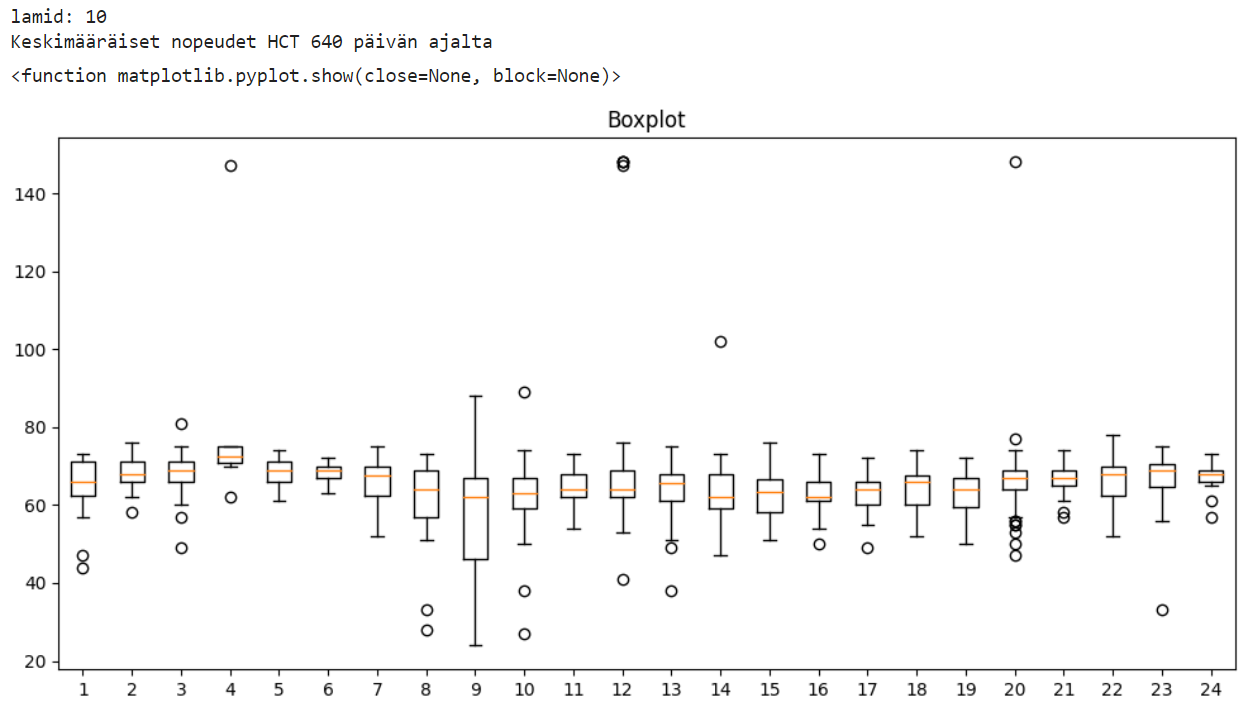 lamid: 10
Keskimääräiset nopeudet HCT 640 päivän ajalta
<function matplotlib.pyplot.show(close=None, block=None)>
Boxplot
140
120
100
80
60
40
20
1 2 3 4 5 6 7 8 9 10 11 12 13 14 15 16 17 18 19 20 21 22 23 24